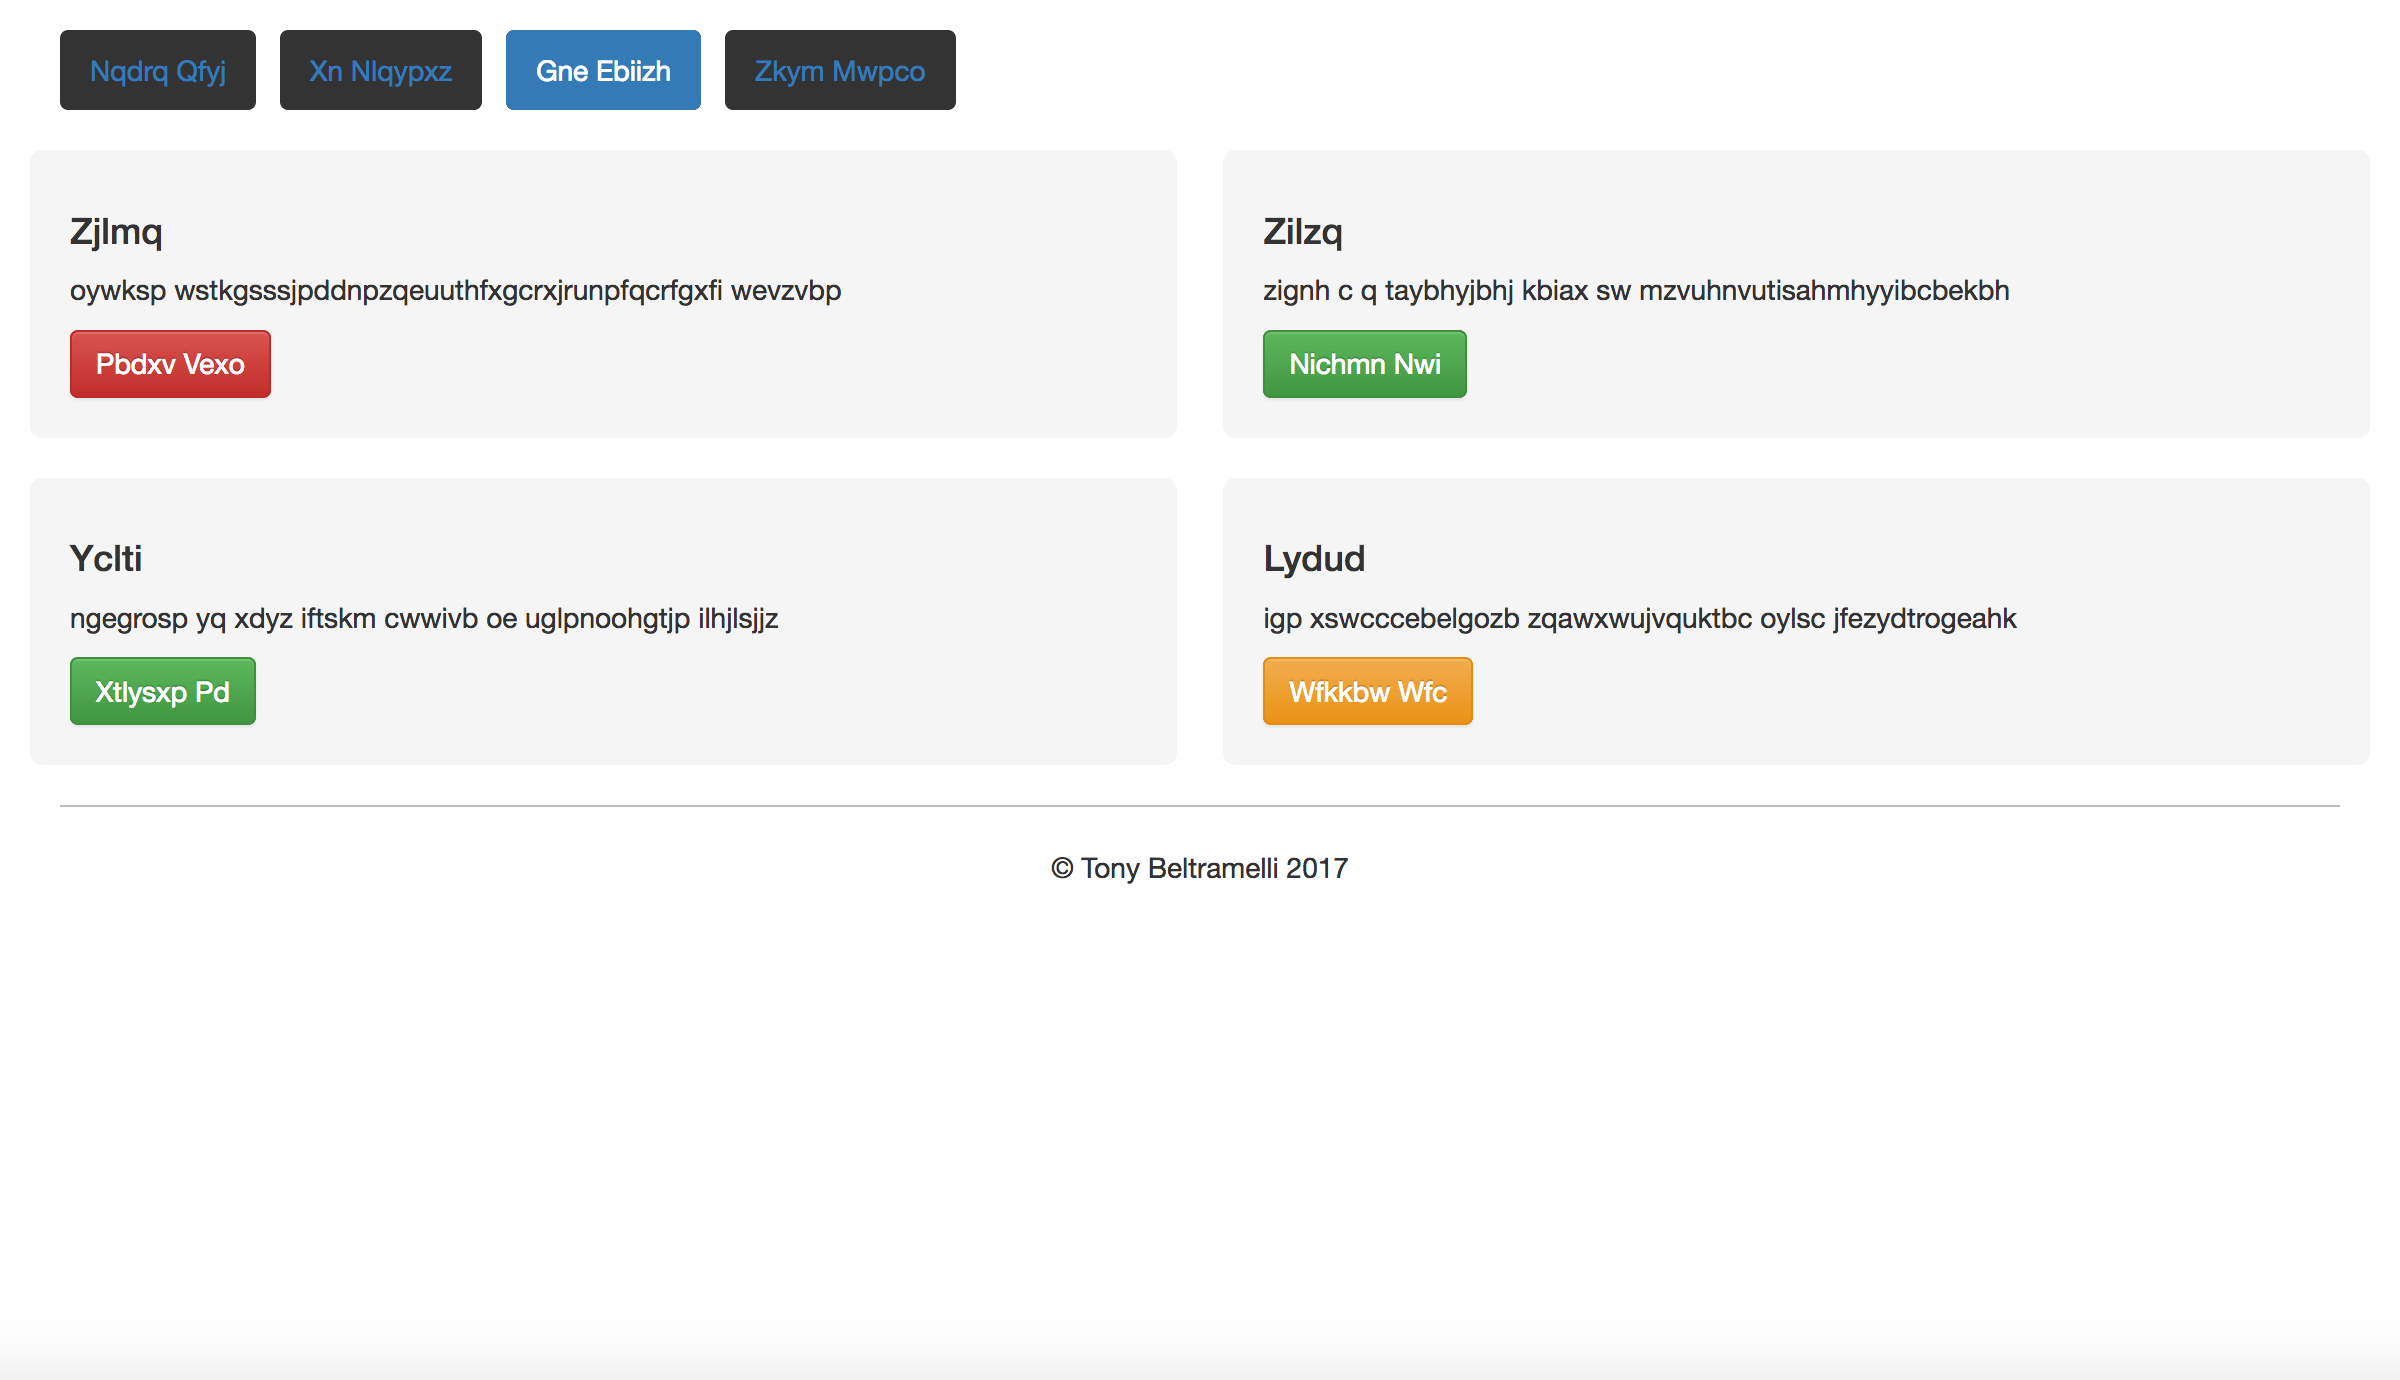 Nqdrq Qfyj Xn Nlqypxz Gne Ebiizh Zkym Mwpco
Zjlmq
oywksp wstkgsssjpddnpzqeuuthfxgcrxjrunpfqcrfgxfi wevzvbp
Pbdxv Vexo
Zilzq
zignh c q taybhyjbhj kbiax sw mzvuhnvutisahmhyyibcbekbh
Nichmn Nwi
Yclti
ngegrosp yq xdyz iftskm cwwivb oe uglpnoohgtjp ilhjlsjjz
Xtlysxp Pd
Lydud
igp xswcccebelgozb zqawxwujvquktbc oylsc jfezydtrogeahk
Wfkkbw Wfc
© Tony Beltramelli 2017